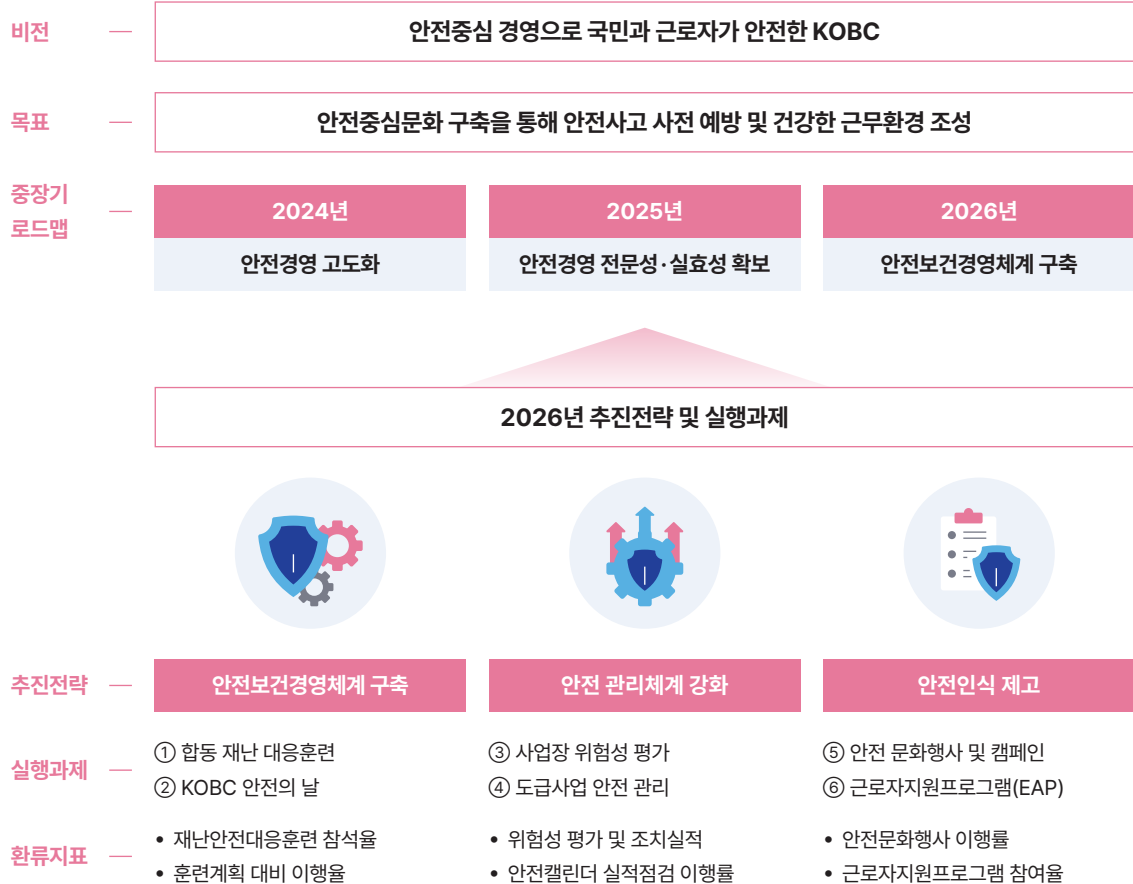 비전
안전중심 경영으로 국민과 근로자가 안전한 KOBC
목표
안전중심문화 구축을 통해 안전사고 사전 예방 및 건강한 근무환경 조성
중장기
로드맵
2024년
안전경영 고도화
2025년
안전경영 전문성·실효성 확보
2026년
안전보건경영체계 구축
2026년 추진전략 및 실행과제
추진전략
안전보건경영체계 구축
안전 관리체계 강화
안전인식 제고
실행과제
① 합동 재난 대응훈련
② KOBC 안전의 날
③ 사업장 위험성 평가
④ 도급사업 안전 관리
⑤ 안전 문화행사 및 캠페인
⑥ 근로자지원프로그램(EAP)
환류지표
• 재난안전대응훈련 참석율
• 훈련계획 대비 이행율
• 위험성 평가 및 조치실적
• 안전캘린더 실적점검 이행률
• 안전문화행사 이행률
• 근로자지원프로그램 참여율